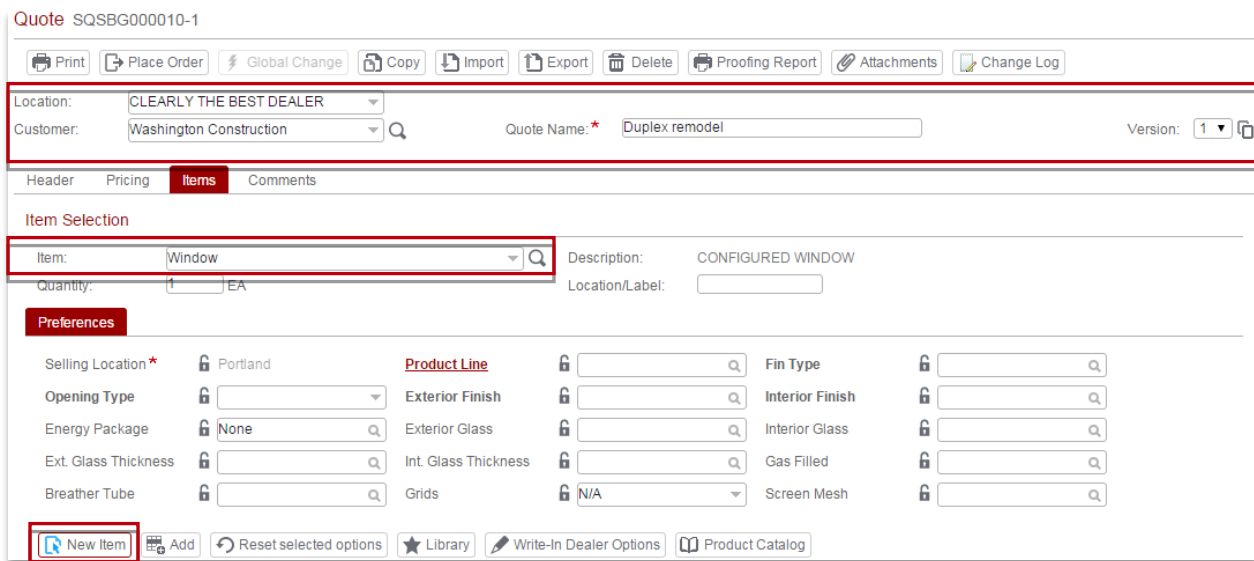 Quote SQSBG000010-1
Print Place Order Global Change Copy Import Export Delete Proofing Report Attachments Change Log
Location: CLEARLY THE BEST DEALER
Customer: Washington Construction Quote Name:* Duplex remodel Version: 1
Header Pricing Items Comments
Item Selection
Item: Window Description: CONFIGURED WINDOW
Quantity: 1 EA Location/Label:
Preferences
Selling Location* Portland Product Line Fin Type
Opening Type Exterior Finish Interior Finish
Energy Package None Exterior Glass Interior Glass
Ext. Glass Thickness Int. Glass Thickness Gas Filled
Breather Tube Grids N/A Screen Mesh
New Item Add Reset selected options Library Write-In Dealer Options Product Catalog